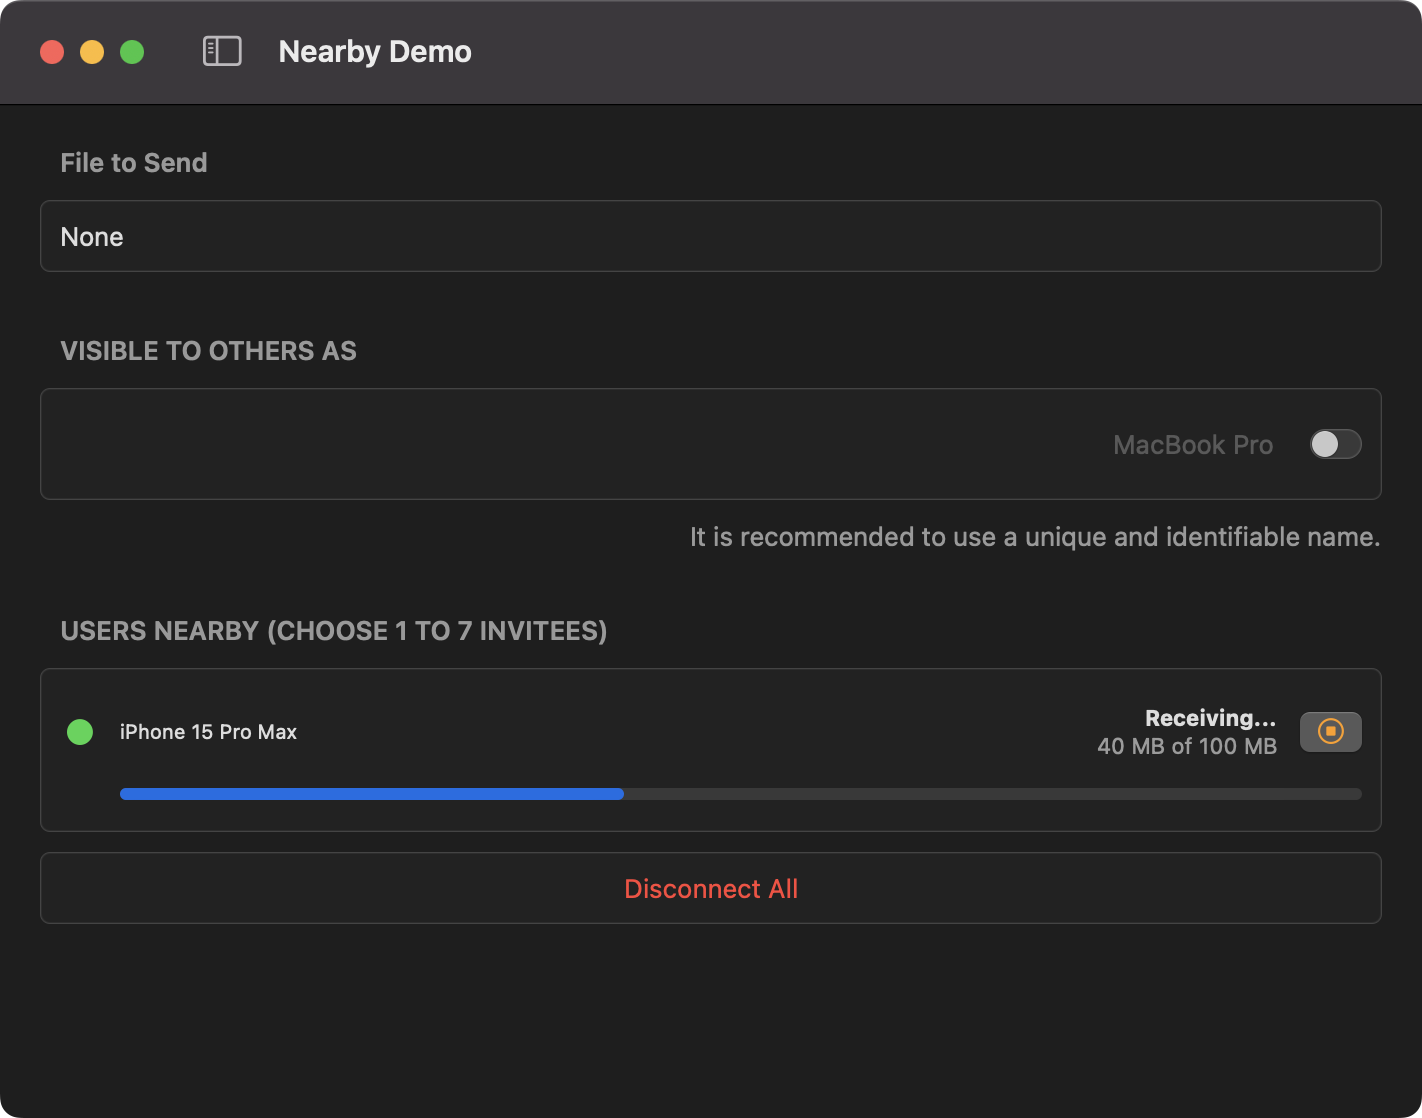 Nearby Demo
File to Send
None
VISIBLE TO OTHERS AS
MacBook Pro
It is recommended to use a unique and identifiable name.
USERS NEARBY (CHOOSE 1 TO 7 INVITEES)
iPhone 15 Pro Max
Receiving...
40 MB of 100 MB
Disconnect All